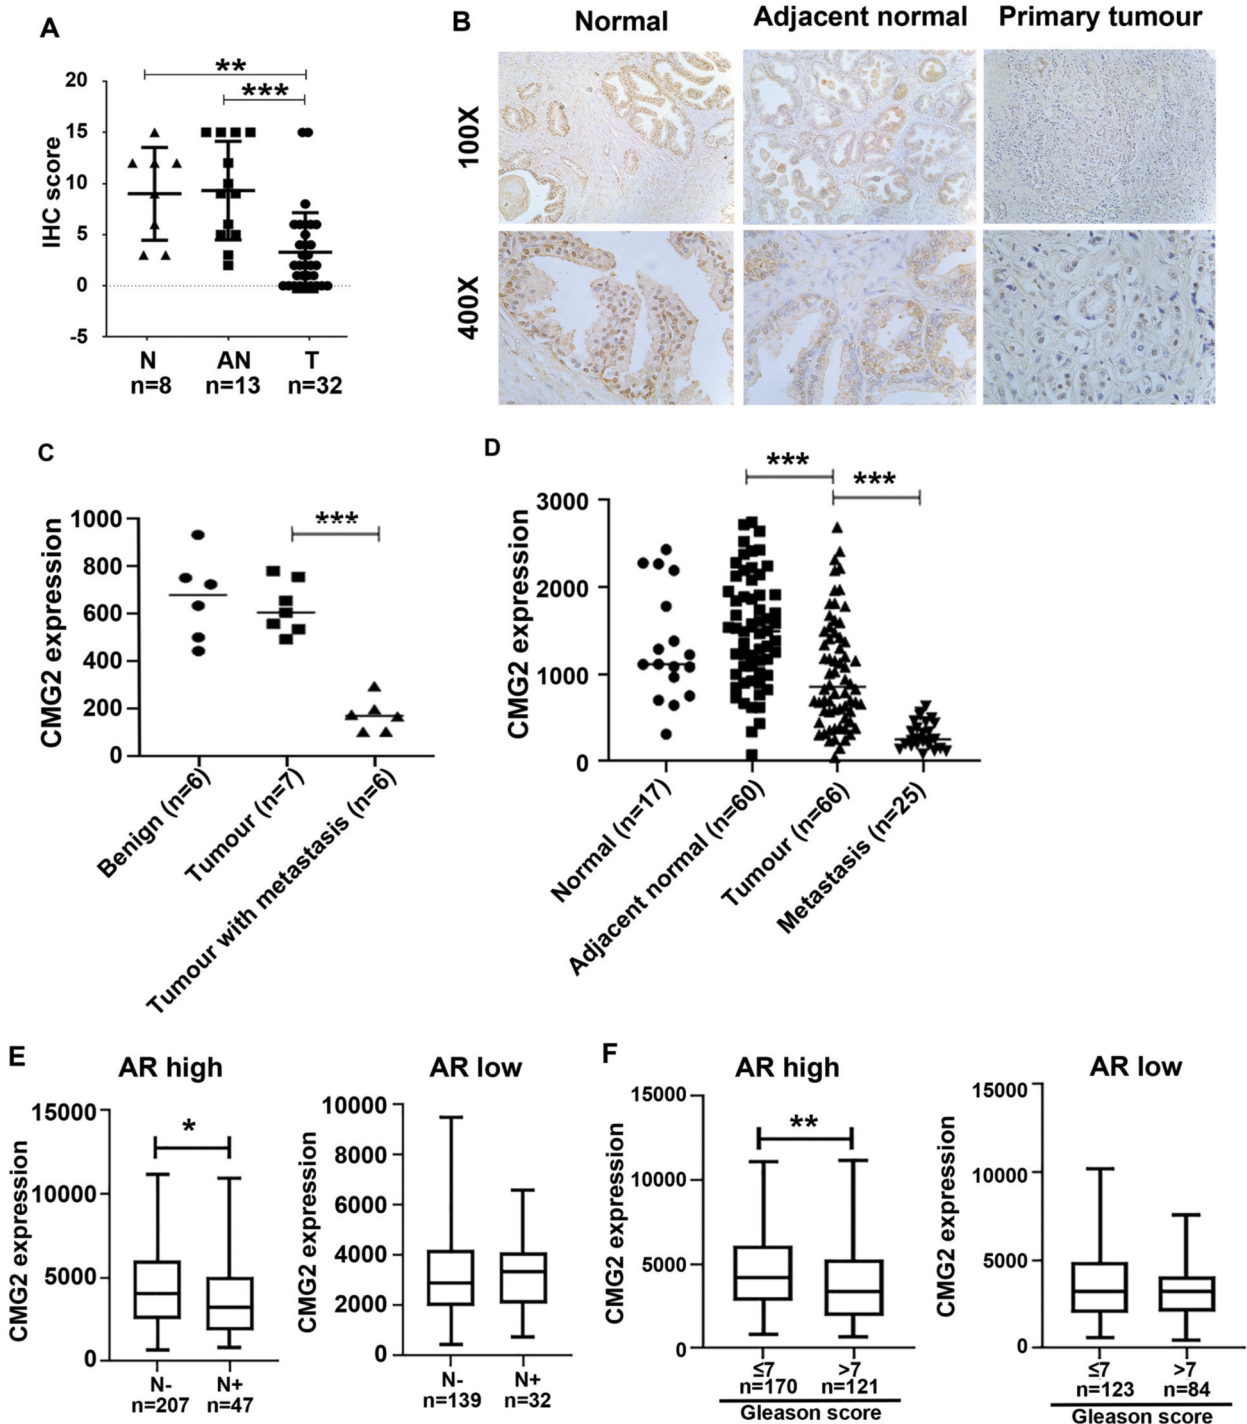 A
**
***
20
15
10
5
0
-5
IHC score
N
AN
T
n=8
n=13
n=32
B
Normal
Adjacent normal
Primary tumour
100X
400X
C
***
1000
800
600
400
200
0
CMG2 expression
Benign (n=6)
Tumour (n=7)
Tumour with metastasis (n=6)
D
***
***
3000
2000
1000
0
CMG2 expression
Normal (n=17)
Adjacent normal (n=60)
Tumour (n=66)
Metastasis (n=25)
E
AR high
*
15000
10000
5000
0
CMG2 expression
N-
N+
n=207
n=47
AR low
10000
8000
6000
4000
2000
0
CMG2 expression
N-
N+
n=139
n=32
F
AR high
**
15000
10000
5000
0
CMG2 expression
≤7
>7
n=170
n=121
Gleason score
AR low
15000
10000
5000
0
CMG2 expression
≤7
>7
n=123
n=84
Gleason score